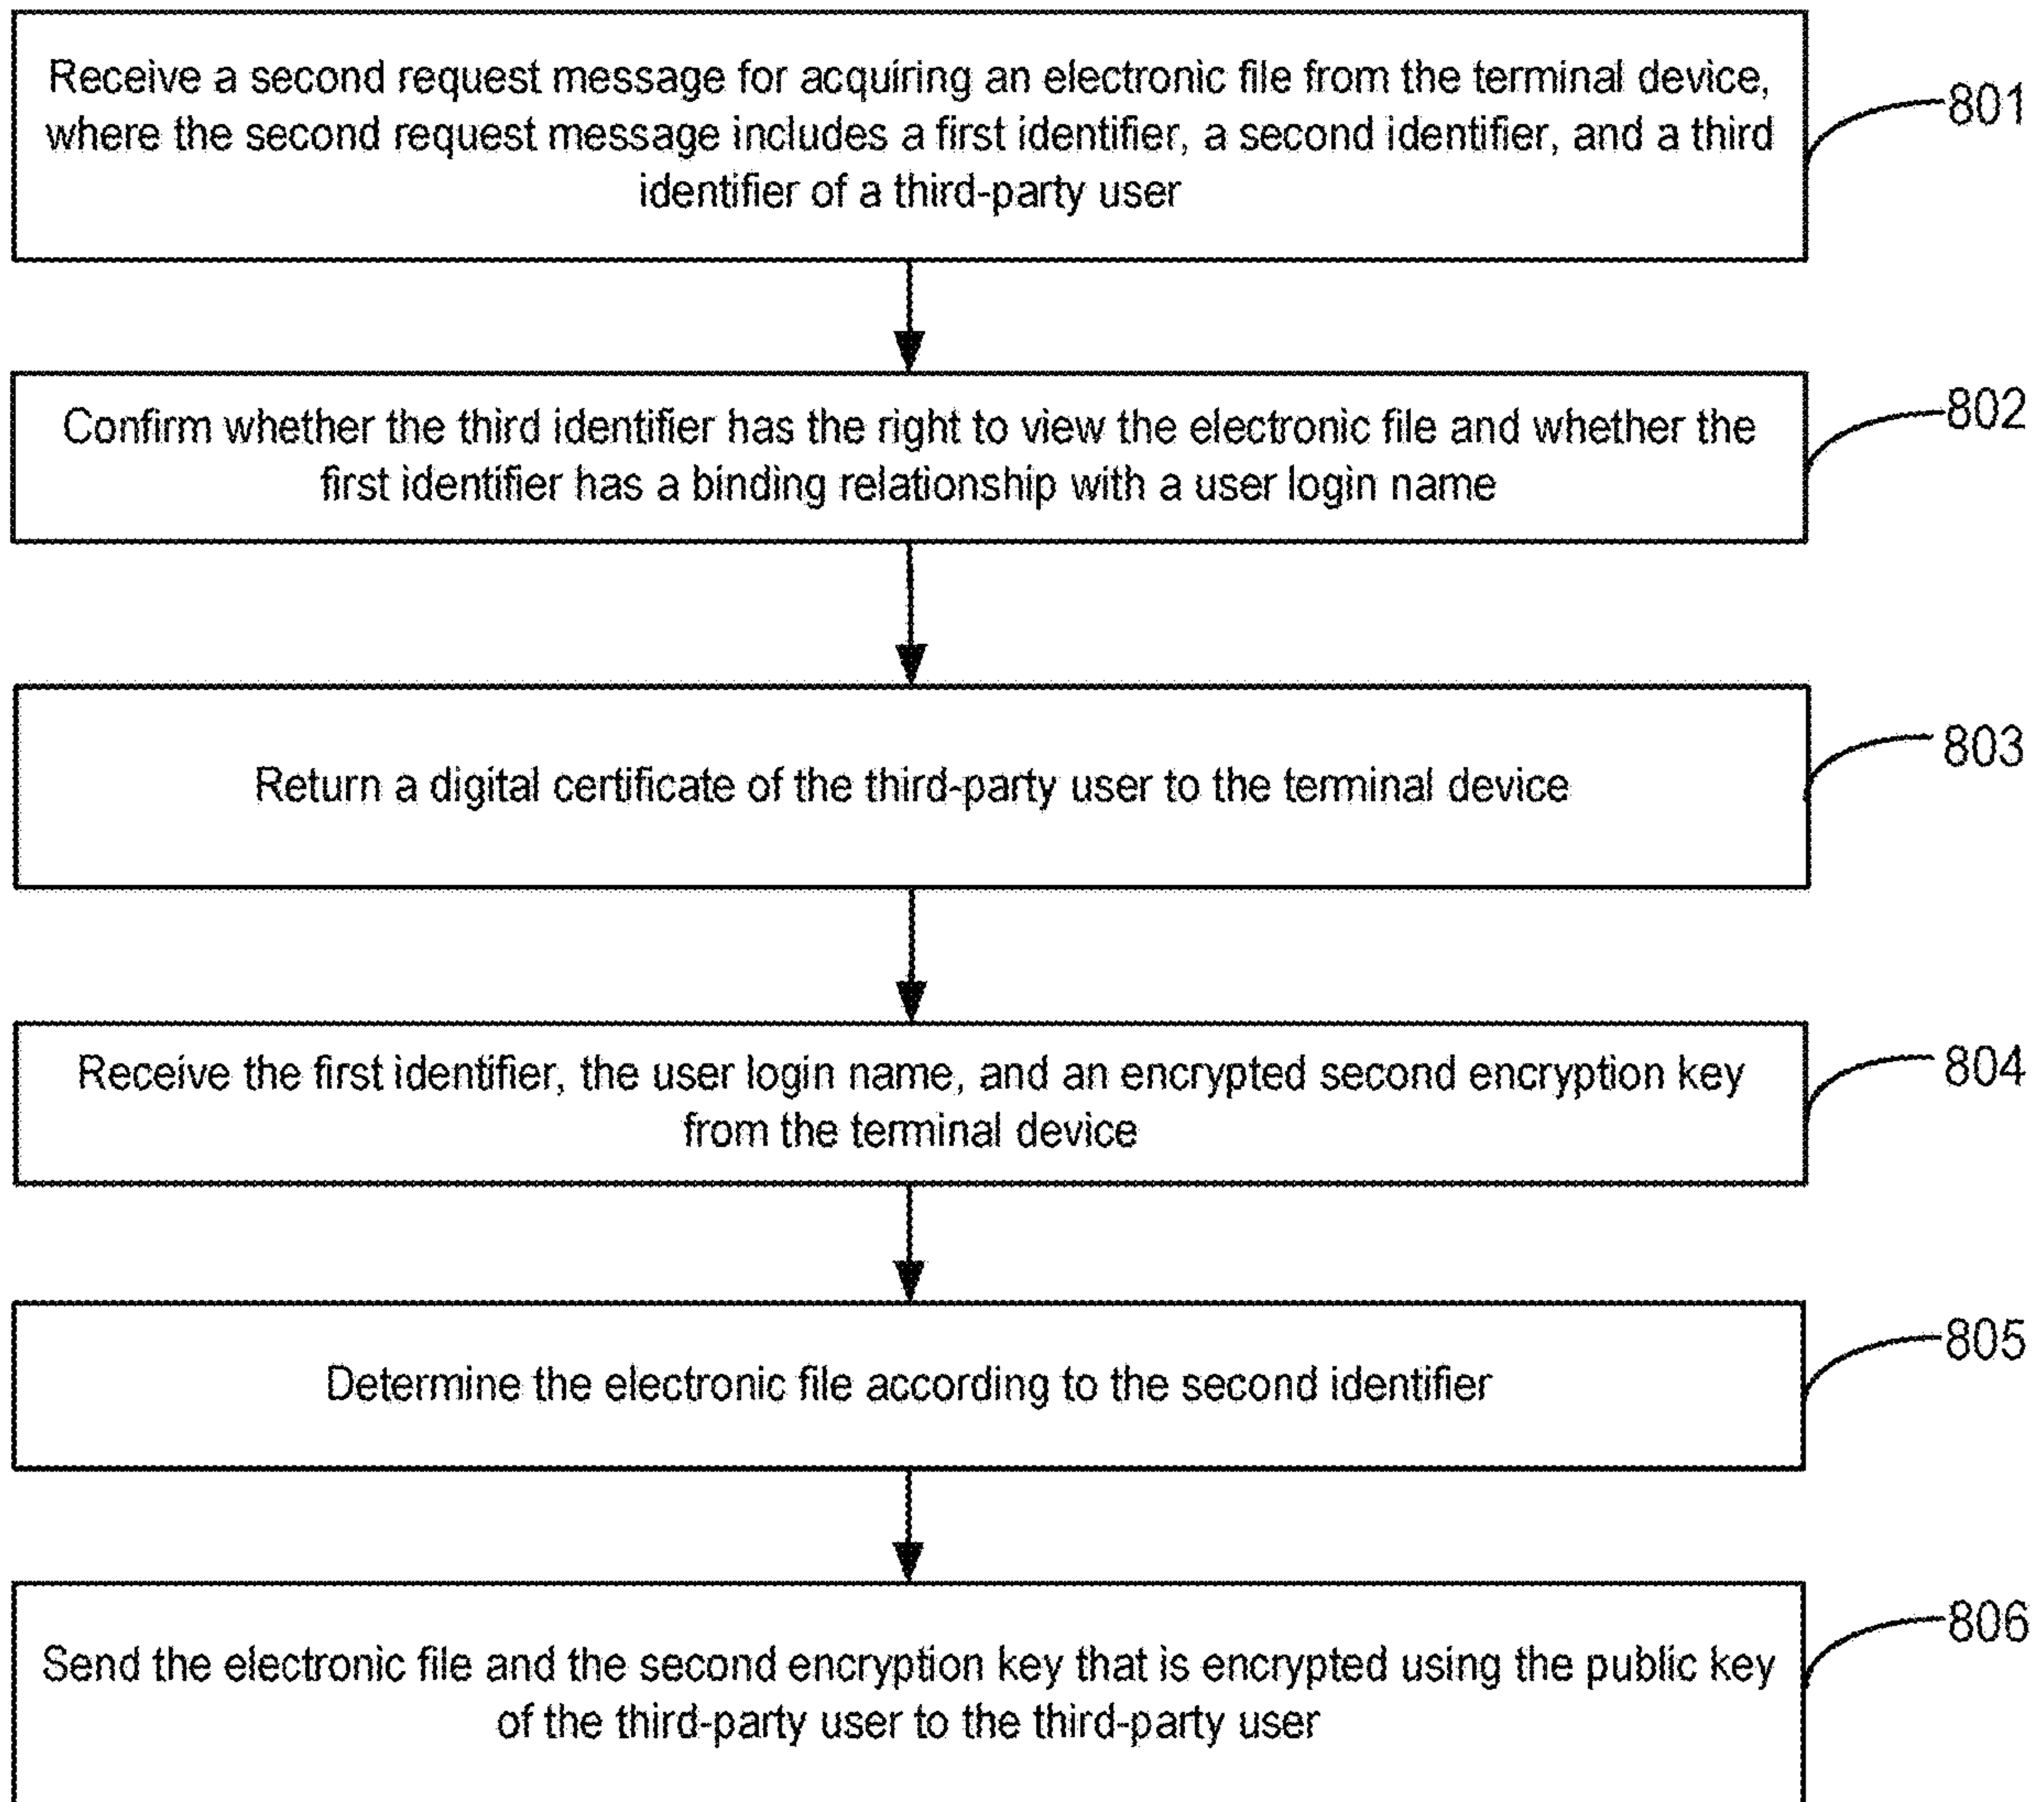 Receive a second request message for acquiring an electronic file from the terminal device,
where the second request message includes a first identifier, a second identifier, and a third
identifier of a third-party user
801
Confirm whether the third identifier has the right to view the electronic file and whether the
first identifier has a binding relationship with a user login name
802
Return a digital certificate of the third-party user to the terminal device
803
Receive the first identifier, the user login name, and an encrypted second encryption key
from the terminal device
804
Determine the electronic file according to the second identifier
805
Send the electronic file and the second encryption key that is encrypted using the public key
of the third-party user to the third-party user
806